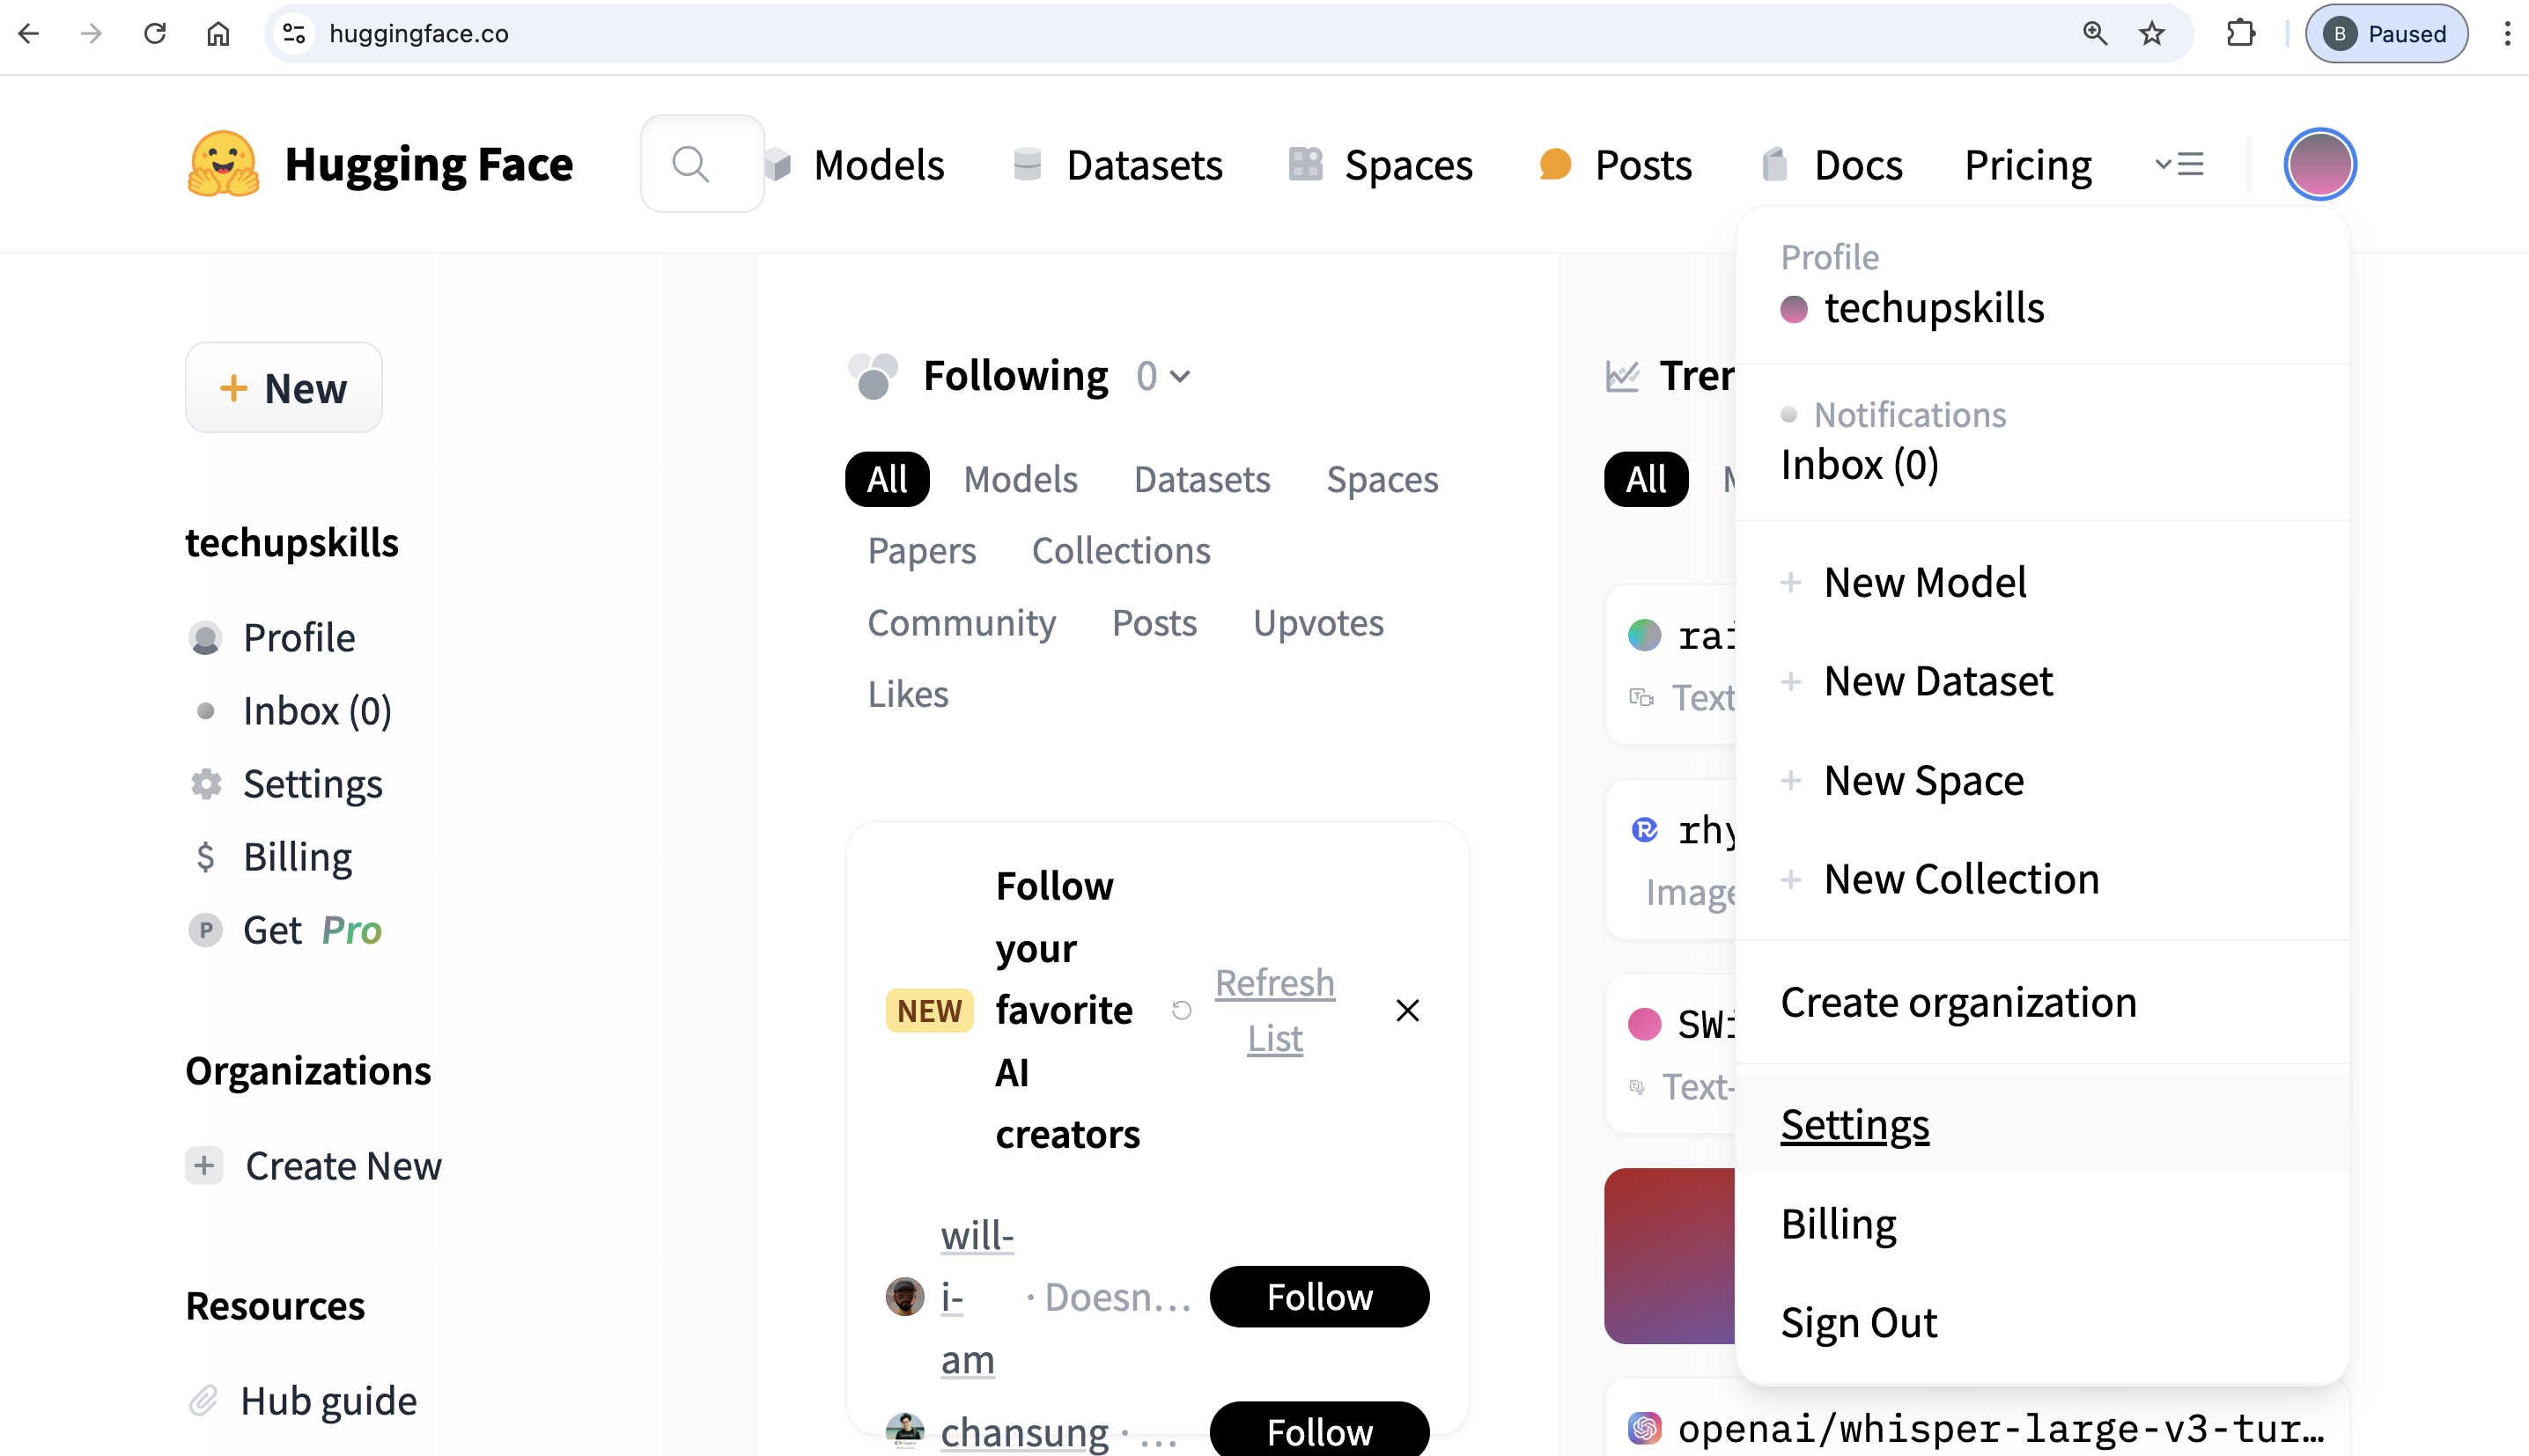 huggingface.co
B Paused
Hugging Face
Models
Datasets
Spaces
Posts
Docs
Pricing
New
techupskills
Profile
Inbox (0)
Settings
$ Billing
P Get Pro
Organizations
Create New
Resources
Hub guide
Following 0
All Models Datasets Spaces
Papers Collections
Community Posts Upvotes
Likes
NEW
Follow
your
favorite
AI
creators
Refresh
List
will-
i-
am
· Doesn...
Follow
chansung · ...
Follow
Tren
All M
rai
Text
rhy
Image
SWi
Text-
openai/whisper-large-v3-tur...
Profile
techupskills
Notifications
Inbox (0)
+ New Model
+ New Dataset
+ New Space
+ New Collection
Create organization
Settings
Billing
Sign Out